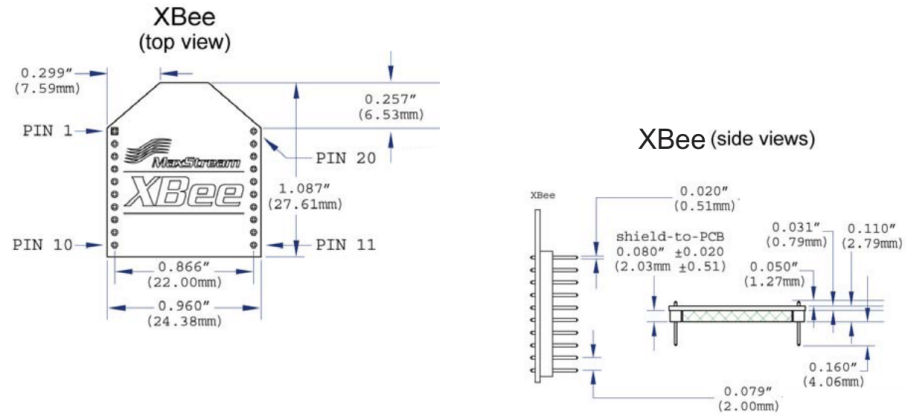 XBee
(top view)
0.299″
(7.59mm)
0.257″
(6.53mm)
PIN 1
PIN 20
MaxStream
XBee
1.087″
(27.61mm)
PIN 10
PIN 11
0.866″
(22.00mm)
0.960″
(24.38mm)
XBee (side views)
XBee
0.020″
(0.51mm)
shield-to-PCB
0.080″ ±0.020
(2.03mm ±0.51)
0.031″
(0.79mm)
0.110″
(2.79mm)
0.050″
(1.27mm)
0.160″
(4.06mm)
0.079″
(2.00mm)